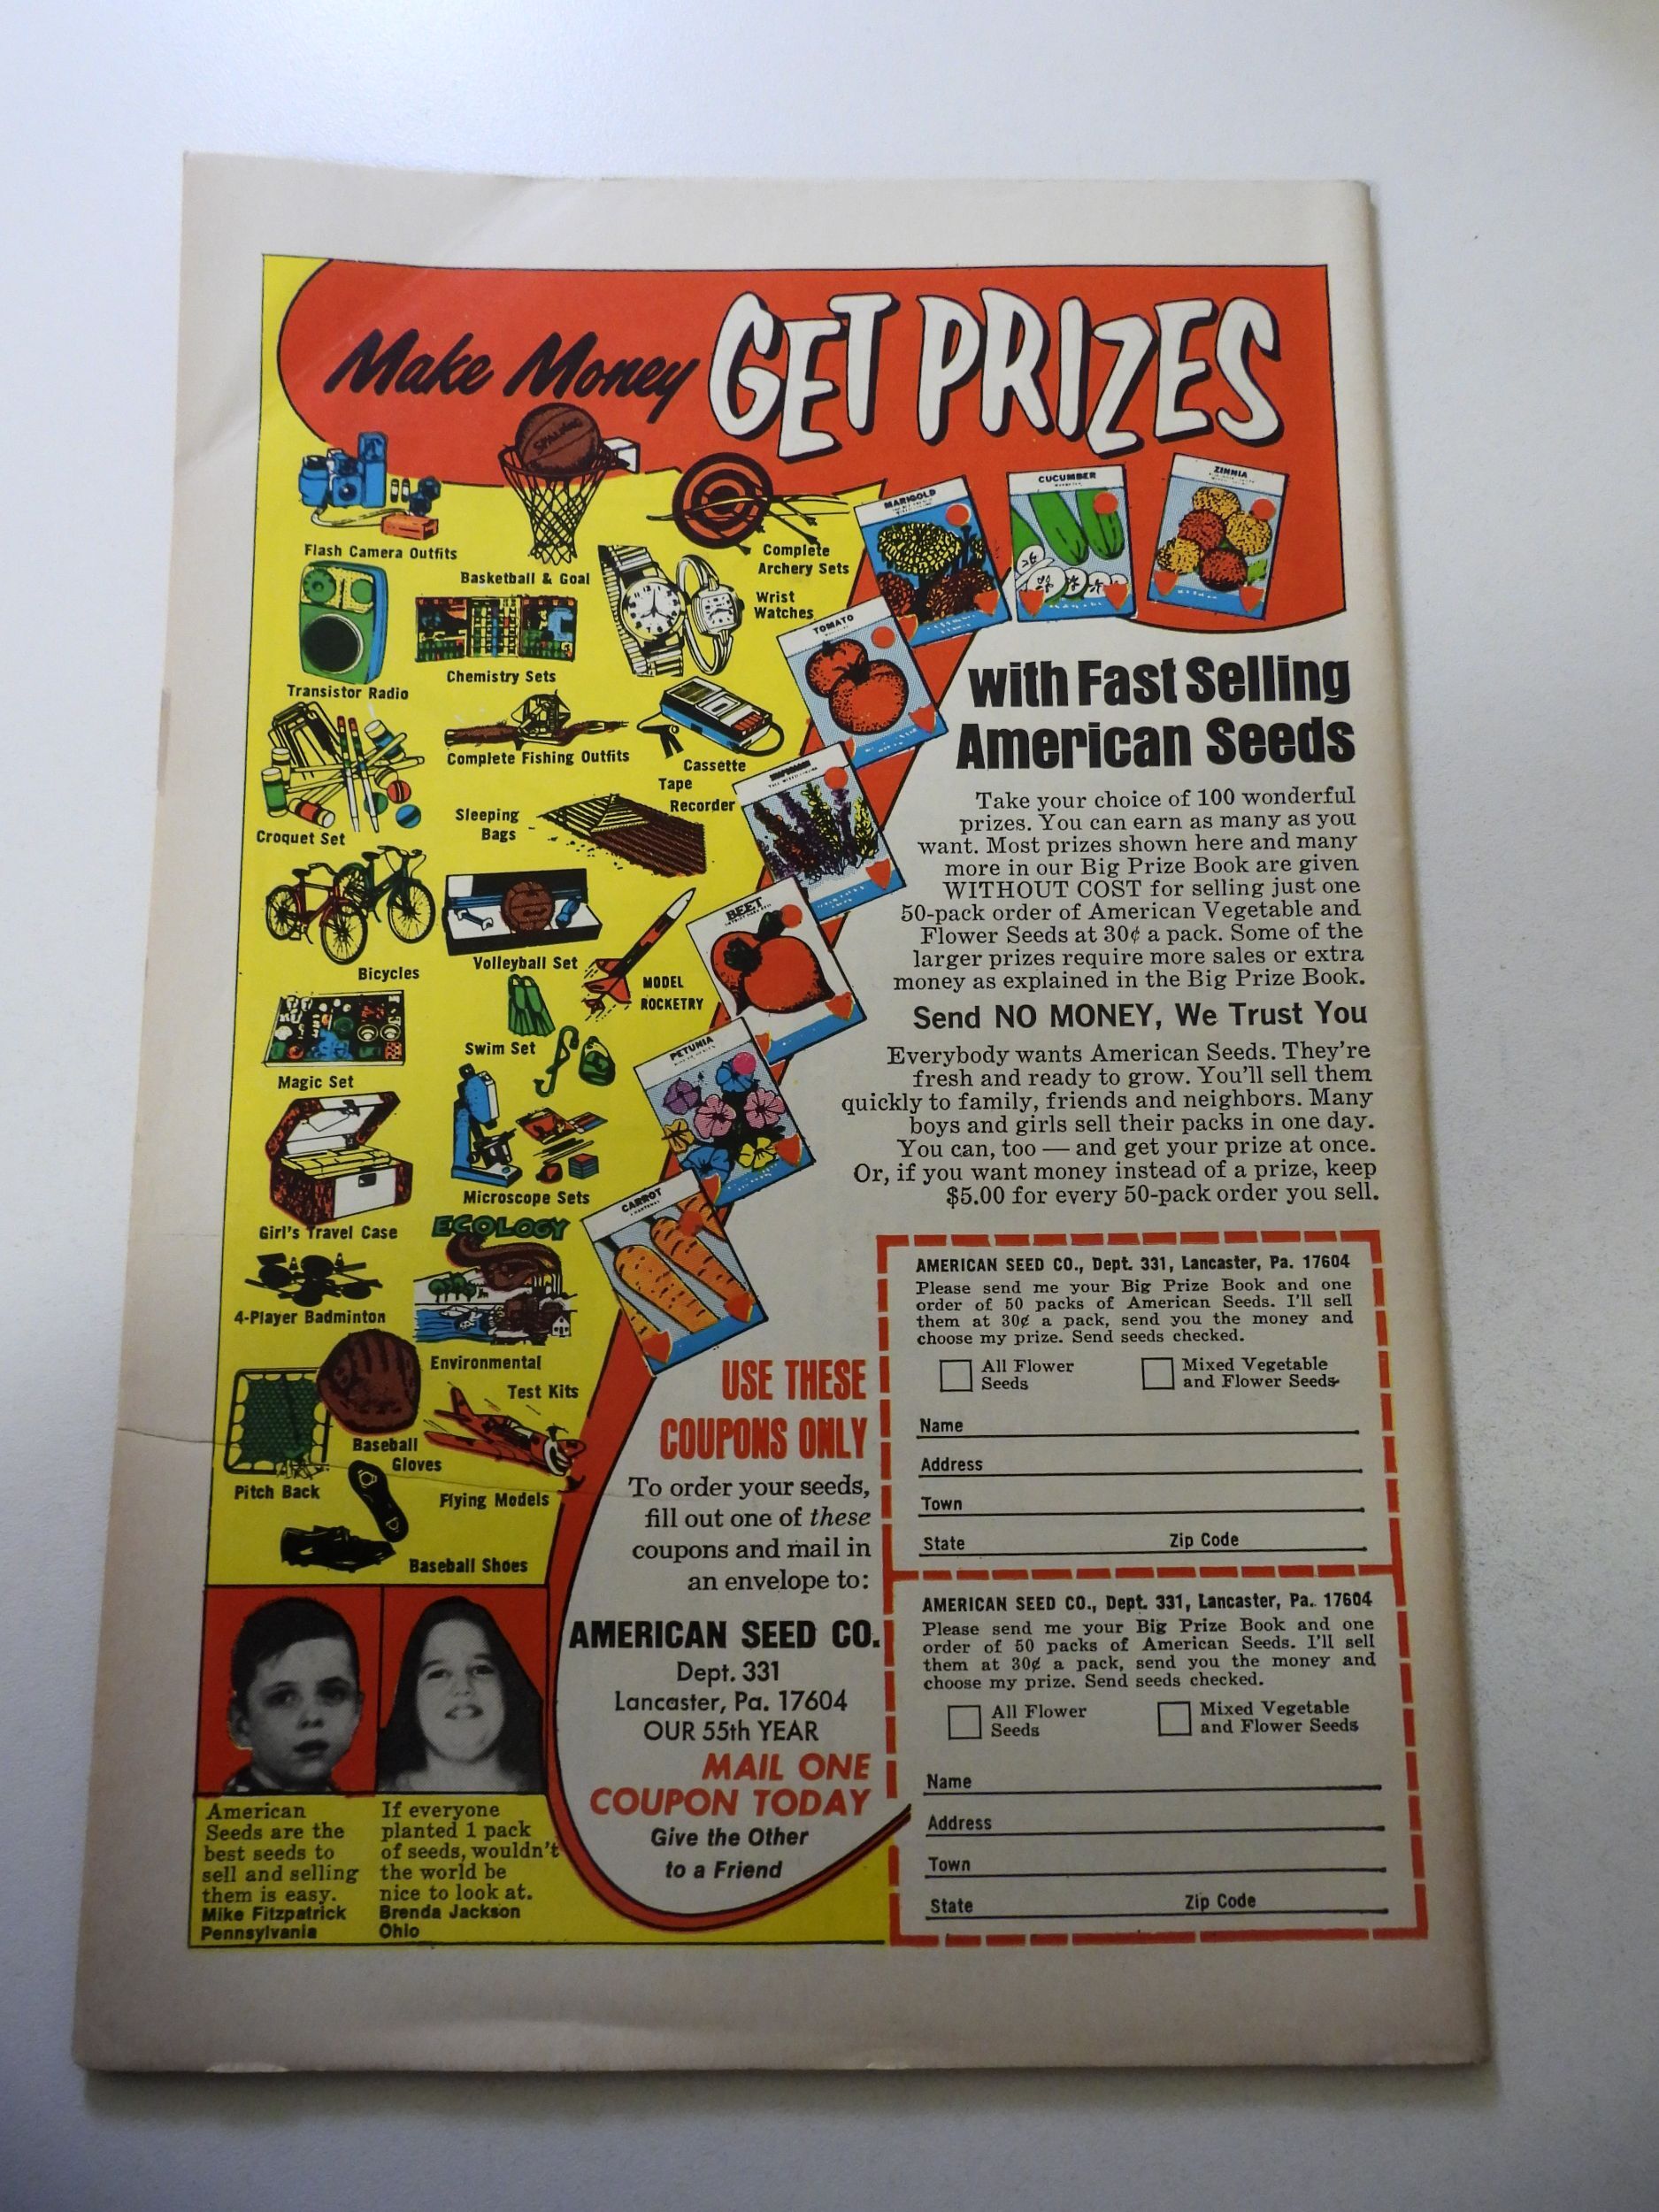 Make Money GET PRIZES
SPALDING
Flash Camera Outfits
Basketball & Goal
Complete
Archery Sets
Wrist
Watches
Transistor Radio
Chemistry Sets
Complete Fishing Outfits
Cassette
Tape
Recorder
Croquet Set
Sleeping
Bags
Bicycles
Volleyball Set
MODEL
ROCKETRY
Swim Set
Magic Set
Microscope Sets
Girl's Travel Case
ECOLOGY
4-Player Badminton
Environmental
Test Kits
Baseball
Gloves
Pitch Back
Flying Models
Baseball Shoes
MARIGOLD
CUCUMBER
ZINNIA
TOMATO
BEET
PETUNIA
CARROT
with Fast Selling
American Seeds
Take your choice of 100 wonderful
prizes. You can earn as many as you
want. Most prizes shown here and many
more in our Big Prize Book are given
WITHOUT COST for selling just one
50-pack order of American Vegetable and
Flower Seeds at 30¢ a pack. Some of the
larger prizes require more sales or extra
money as explained in the Big Prize Book.
Send NO MONEY, We Trust You
Everybody wants American Seeds. They're
fresh and ready to grow. You'll sell them
quickly to family, friends and neighbors. Many
boys and girls sell their packs in one day.
You can, too — and get your prize at once.
Or, if you want money instead of a prize, keep
$5.00 for every 50-pack order you sell.
USE THESE
COUPONS ONLY
To order your seeds,
fill out one of these
coupons and mail in
an envelope to:
AMERICAN SEED CO.
Dept. 331
Lancaster, Pa. 17604
OUR 55th YEAR
MAIL ONE
COUPON TODAY
Give the Other
to a Friend
AMERICAN SEED CO., Dept. 331, Lancaster, Pa. 17604
Please send me your Big Prize Book and one
order of 50 packs of American Seeds. I'll sell
them at 30¢ a pack, send you the money and
choose my prize. Send seeds checked.
All Flower
Seeds
Mixed Vegetable
and Flower Seeds
Name
Address
Town
State Zip Code
AMERICAN SEED CO., Dept. 331, Lancaster, Pa. 17604
Please send me your Big Prize Book and one
order of 50 packs of American Seeds. I'll sell
them at 30¢ a pack, send you the money and
choose my prize. Send seeds checked.
All Flower
Seeds
Mixed Vegetable
and Flower Seeds
Name
Address
Town
State Zip Code
American
Seeds are the
best seeds to
sell and selling
them is easy.
Mike Fitzpatrick
Pennsylvania
If everyone
planted 1 pack
of seeds, wouldn't
the world be
nice to look at.
Brenda Jackson
Ohio